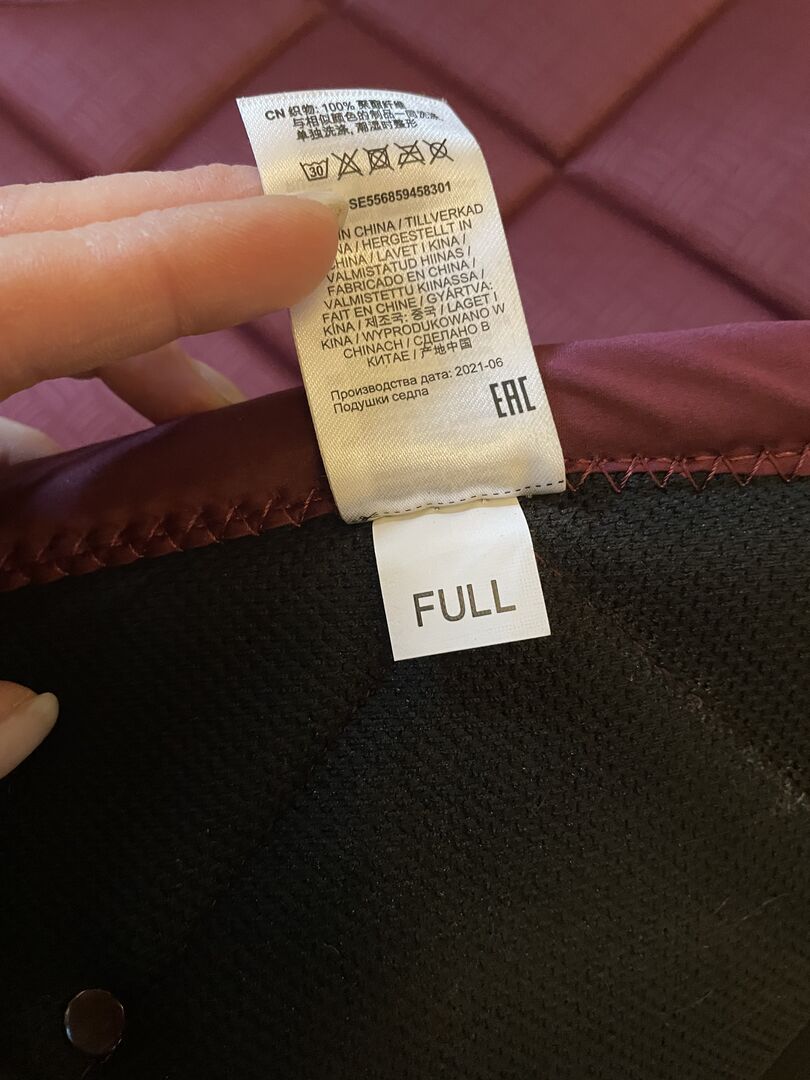 CN 织物: 100% 聚酯纤维
与相似颜色的制品一同洗涤,
单独洗涤, 潮湿时整形
30
SE556859458301
IN CHINA / TILLVERKAD
/ HERGESTELLT IN
CHINA / LAVET I KINA /
VALMISTATUD HIINAS /
FABRICADO EN CHINA /
VALMISTETTU KIINASSA /
FAIT EN CHINE / GYÁRTVA:
KÍNA / 제조국: 중국 / LAGET I
KINA / WYPRODUKOWANO W
CHINACH / СДЕЛАНО В
КИТАЕ / 产地中国
Производства дата: 2021-06
Подушки седла
EAC
FULL